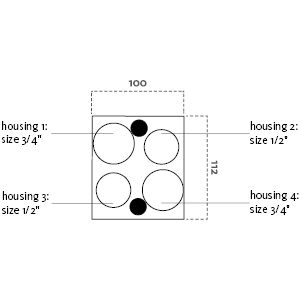 100
housing 1:
size 3/4"
housing 2:
size 1/2"
112
housing 3:
size 1/2"
housing 4:
size 3/4"